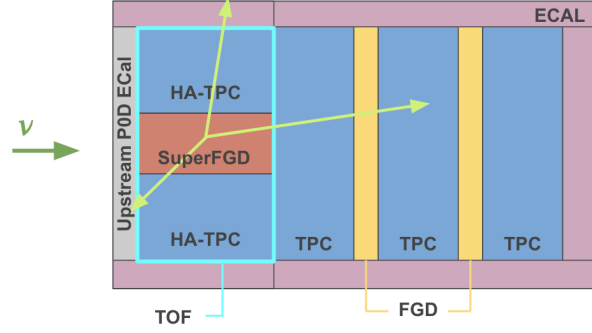 ECAL
Upstream P0D ECal
HA-TPC
ν
SuperFGD
HA-TPC
TPC
TPC
TPC
TOF
FGD